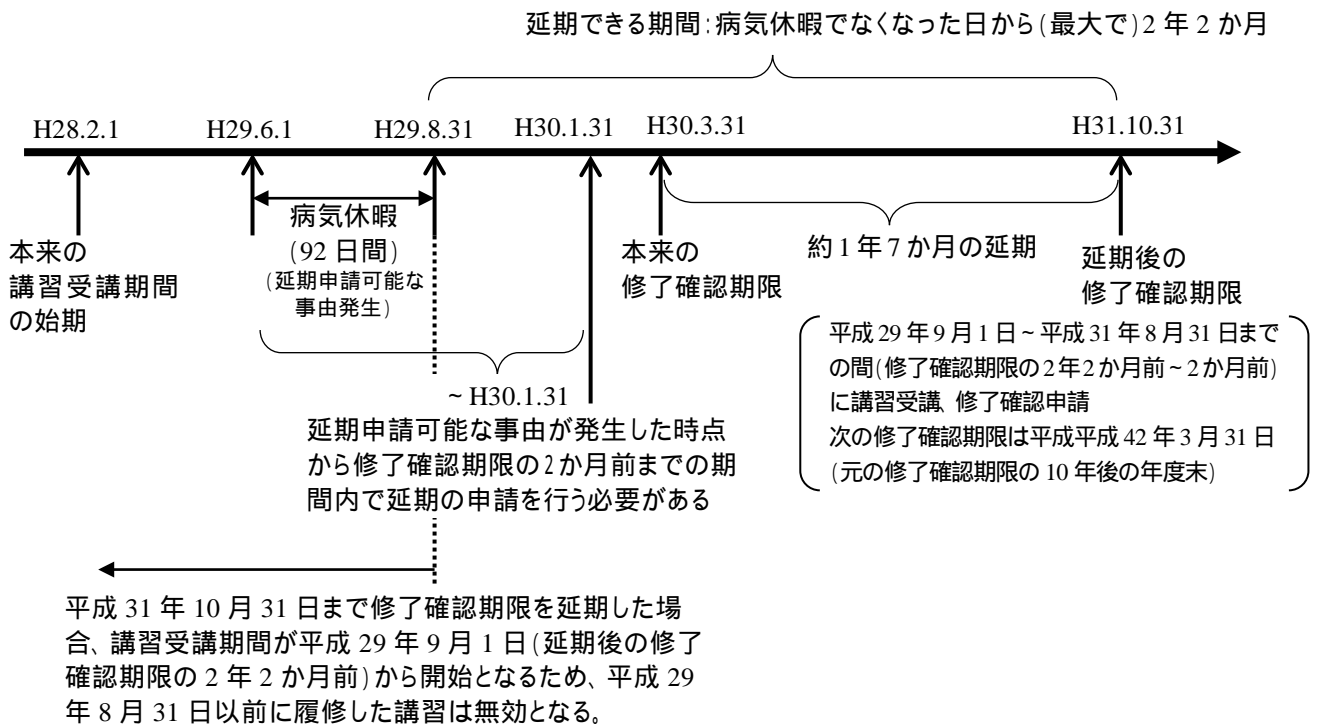 延期できる期間:病気休暇でなくなった日から(最大で)2年2か月
H28.2.1
H29.6.1
H29.8.31
H30.1.31
H30.3.31
H31.10.31
本来の
講習受講期間
の始期
病気休暇
(92日間)
(延期申請可能な
事由発生)
本来の
修了確認期限
約1年7か月の延期
延期後の
修了確認期限
平成29年9月1日~平成31年8月31日まで
の間(修了確認期限の2年2か月前~2か月前)
に講習受講、修了確認申請
次の修了確認期限は平成平成42年3月31日
(元の修了確認期限の10年後の年度末)
~H30.1.31
延期申請可能な事由が発生した時点
から修了確認期限の2か月前までの期
間内で延期の申請を行う必要がある
平成31年10月31日まで修了確認期限を延期した場
合、講習受講期間が平成29年9月1日(延期後の修了
確認期限の2年2か月前)から開始となるため、平成29
年8月31日以前に履修した講習は無効となる。